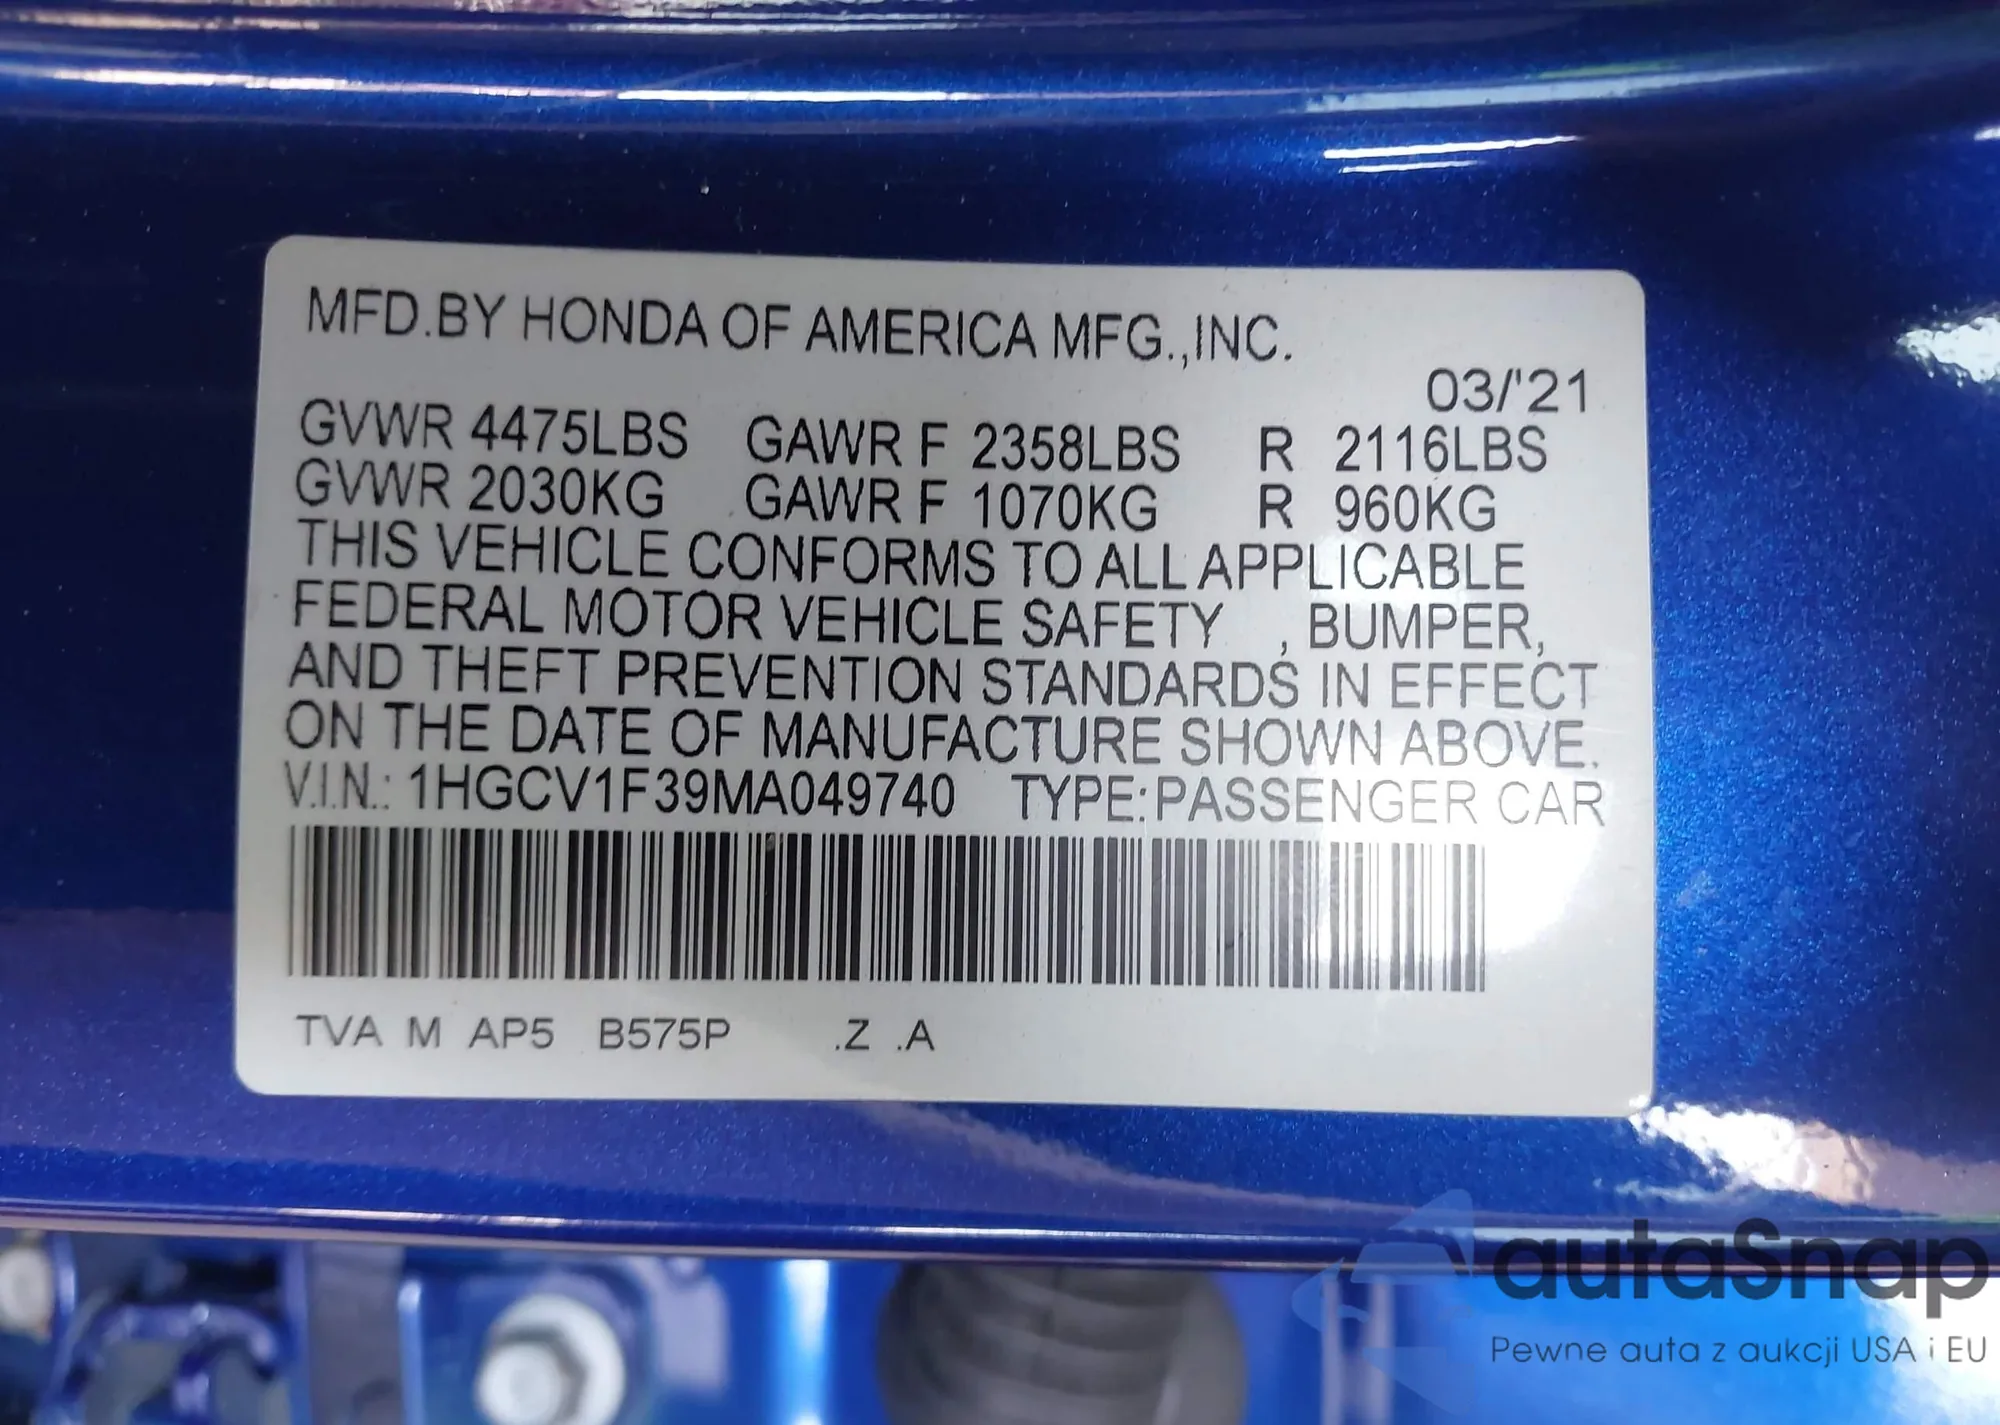 MFD.BY HONDA OF AMERICA MFG.,INC.
03/'21
GVWR 4475LBS GAWR F 2358LBS R 2116LBS
GVWR 2030KG GAWR F 1070KG R 960KG
THIS VEHICLE CONFORMS TO ALL APPLICABLE
FEDERAL MOTOR VEHICLE SAFETY , BUMPER,
AND THEFT PREVENTION STANDARDS IN EFFECT
ON THE DATE OF MANUFACTURE SHOWN ABOVE.
V.I.N.: 1HGCV1F39MA049740 TYPE:PASSENGER CAR
TVA M AP5 B575P .Z .A
autaSnap
Pewne auta z aukcji USA i EU